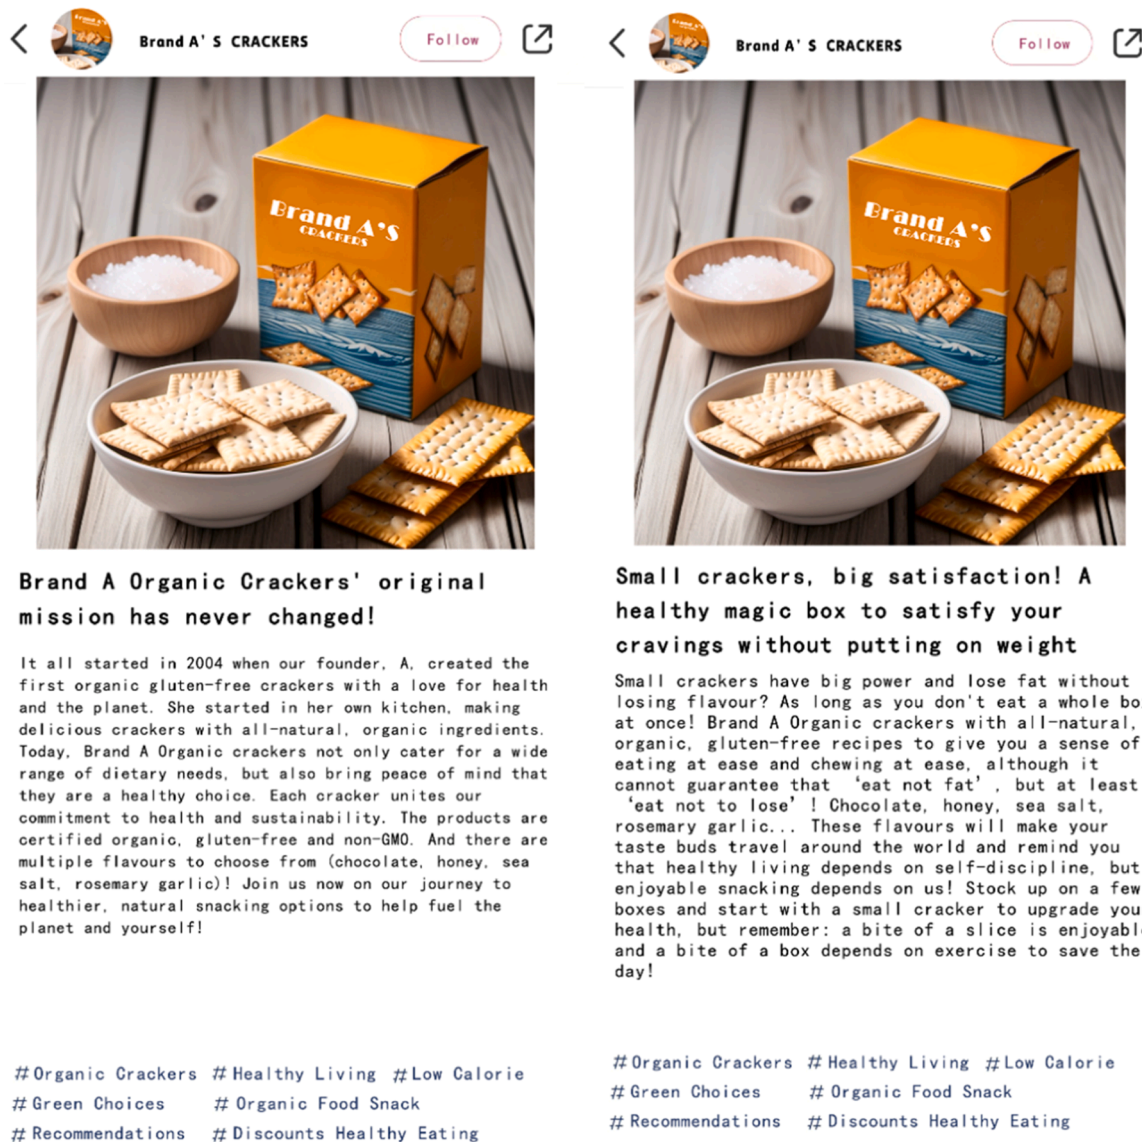 Brand A' S CRACKERS
Follow
Brand A'S
CRACKERS
Brand A Organic Crackers' original
mission has never changed!
It all started in 2004 when our founder, A, created the
first organic gluten-free crackers with a love for health
and the planet. She started in her own kitchen, making
delicious crackers with all-natural, organic ingredients.
Today, Brand A Organic crackers not only cater for a wide
range of dietary needs, but also bring peace of mind that
they are a healthy choice. Each cracker unites our
commitment to health and sustainability. The products are
certified organic, gluten-free and non-GMO. And there are
multiple flavours to choose from (chocolate, honey, sea
salt, rosemary garlic)! Join us now on our journey to
healthier, natural snacking options to help fuel the
planet and yourself!
#Organic Crackers #Healthy Living #Low Calorie
#Green Choices # Organic Food Snack
#Recommendations # Discounts Healthy Eating
Brand A' S CRACKERS
Follow
Brand A'S
CRACKERS
Small crackers, big satisfaction! A
healthy magic box to satisfy your
cravings without putting on weight
Small crackers have big power and lose fat without
losing flavour? As long as you don't eat a whole bo
at once! Brand A Organic crackers with all-natural,
organic, gluten-free recipes to give you a sense of
eating at ease and chewing at ease, although it
cannot guarantee that 'eat not fat', but at least
'eat not to lose'! Chocolate, honey, sea salt,
rosemary garlic... These flavours will make your
taste buds travel around the world and remind you
that healthy living depends on self-discipline, but
enjoyable snacking depends on us! Stock up on a few
boxes and start with a small cracker to upgrade you
health, but remember: a bite of a slice is enjoyabl
and a bite of a box depends on exercise to save the
day!
#Organic Crackers #Healthy Living #Low Calorie
#Green Choices # Organic Food Snack
#Recommendations # Discounts Healthy Eating